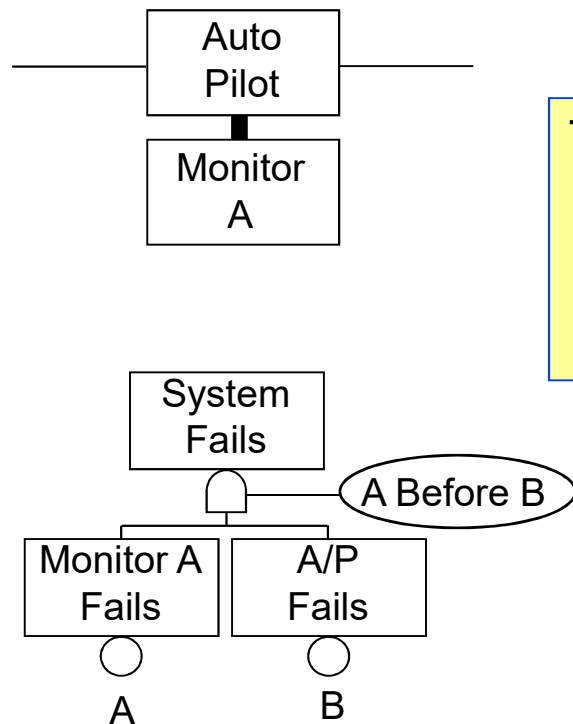 Auto
Pilot
Monitor
A
System
Fails
A Before B
Monitor A
Fails
A/P
Fails
A
B